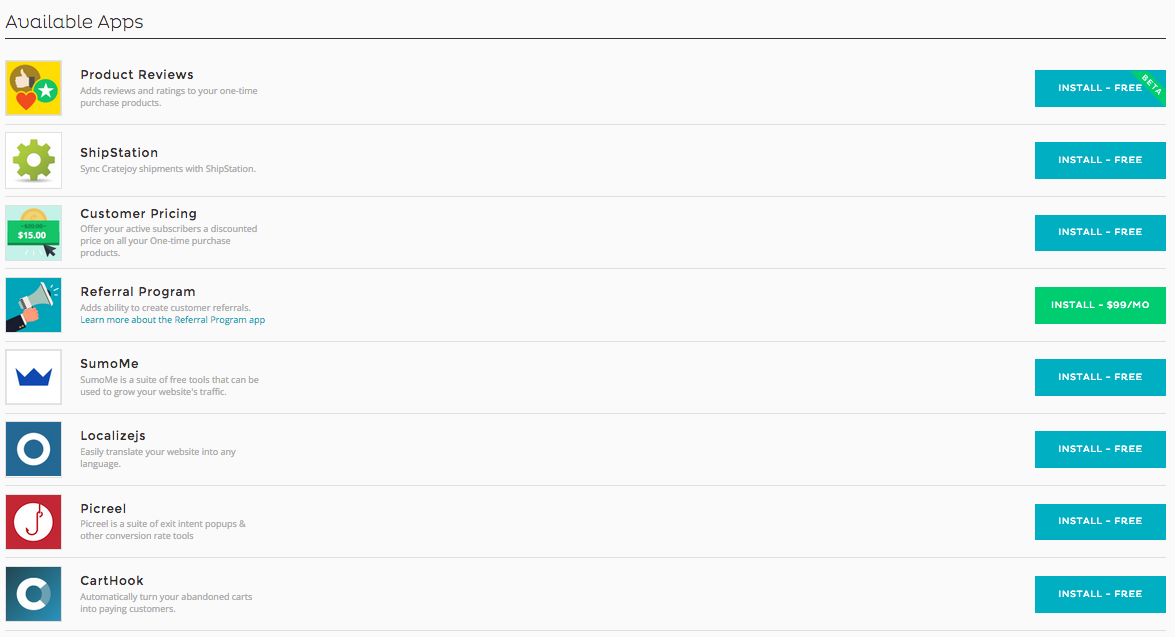 Available Apps
Product Reviews
Adds reviews and ratings to your one-time
purchase products.
INSTALL - FREE
BETA
ShipStation
Sync Cratejoy shipments with ShipStation.
INSTALL - FREE
$15.00
Customer Pricing
Offer your active subscribers a discounted
price on all your One-time purchase
products.
INSTALL - FREE
Referral Program
Adds ability to create customer referrals.
Learn more about the Referral Program app
INSTALL - $99/MO
SumoMe
SumoMe is a suite of free tools that can be
used to grow your website's traffic.
INSTALL - FREE
Localizejs
Easily translate your website into any
language.
INSTALL - FREE
Picreel
Picreel is a suite of exit intent popups &
other conversion rate tools
INSTALL - FREE
CartHook
Automatically turn your abandoned carts
into paying customers.
INSTALL - FREE